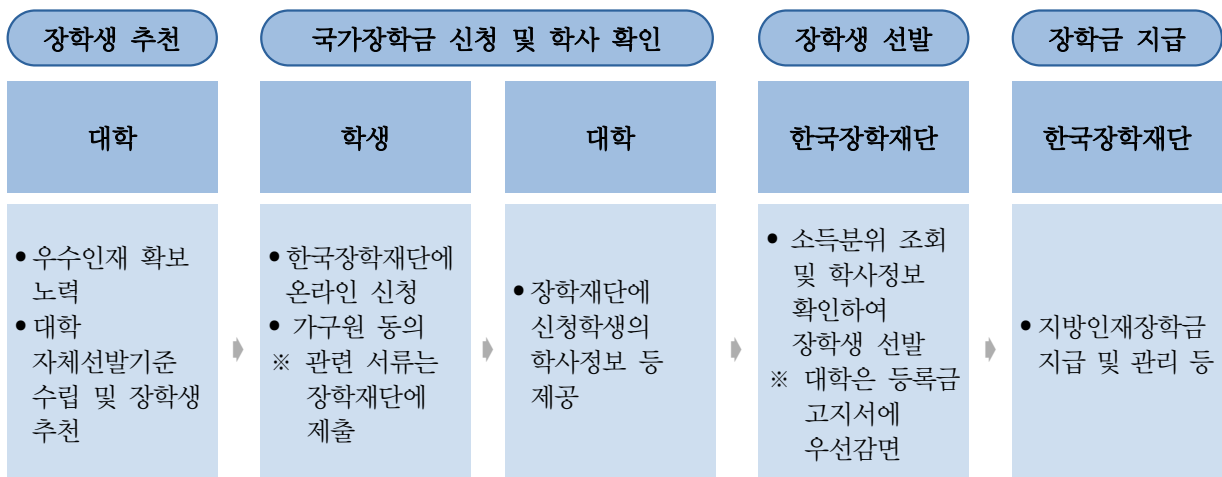 장학생 추천
국가장학금 신청 및 학사 확인
장학생 선발
장학금 지급
대학
학생
대학
한국장학재단
한국장학재단
• 우수인재 확보
노력
• 대학
자체선발기준
수립 및 장학생
추천
• 한국장학재단에
온라인 신청
• 가구원 동의
※ 관련 서류는
장학재단에
제출
• 장학재단에
신청학생의
학사정보 등
제공
• 소득분위 조회
및 학사정보
확인하여
장학생 선발
※ 대학은 등록금
고지서에
우선감면
• 지방인재장학금
지급 및 관리 등